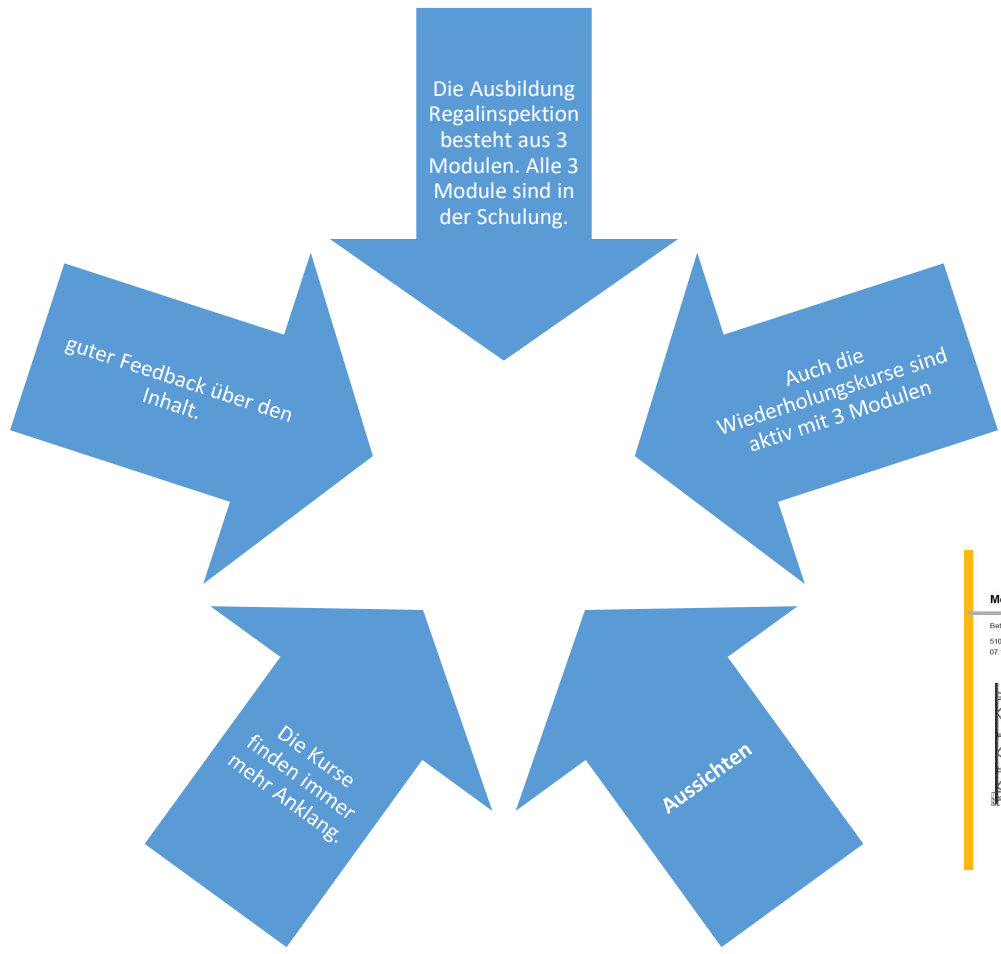 Die Ausbildung
Regalinspektion
besteht aus 3
Modulen. Alle 3
Module sind in
der Schulung.
guter Feedback über den
Inhalt.
Auch die
Wiederholungskurse sind
aktiv mit 3 Modulen
Die Kurse
finden immer
mehr Anklang.
Aussichten